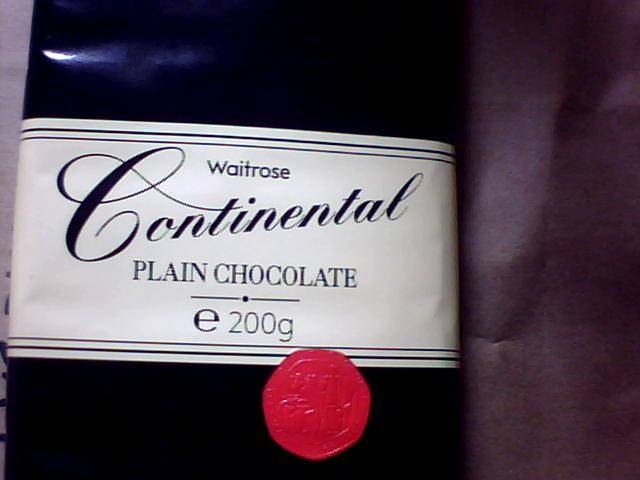 Waitrose
Continental
PLAIN CHOCOLATE
℮ 200g